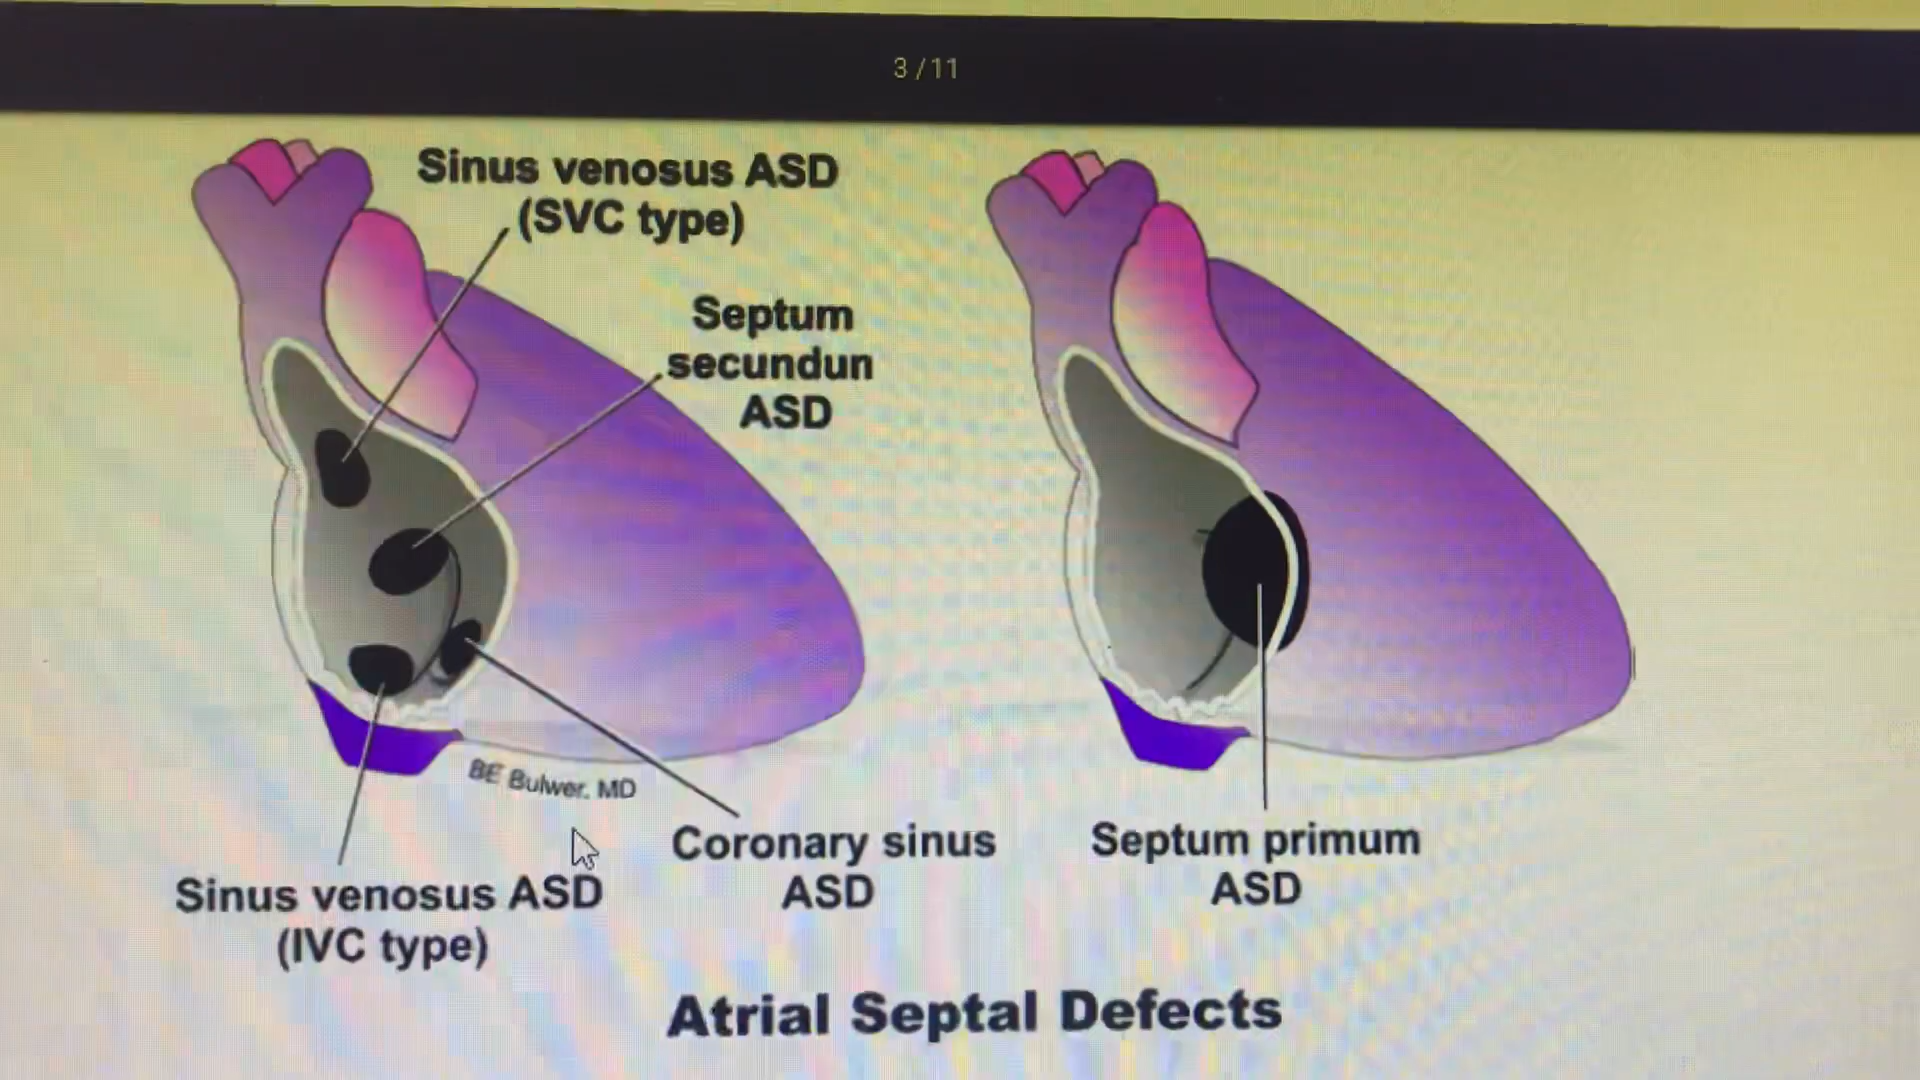 3 / 11
Sinus venosus ASD
(SVC type)
Septum
secundun
ASD
BE Bulwer, MD
Coronary sinus
ASD
Septum primum
ASD
Sinus venosus ASD
(IVC type)
Atrial Septal Defects